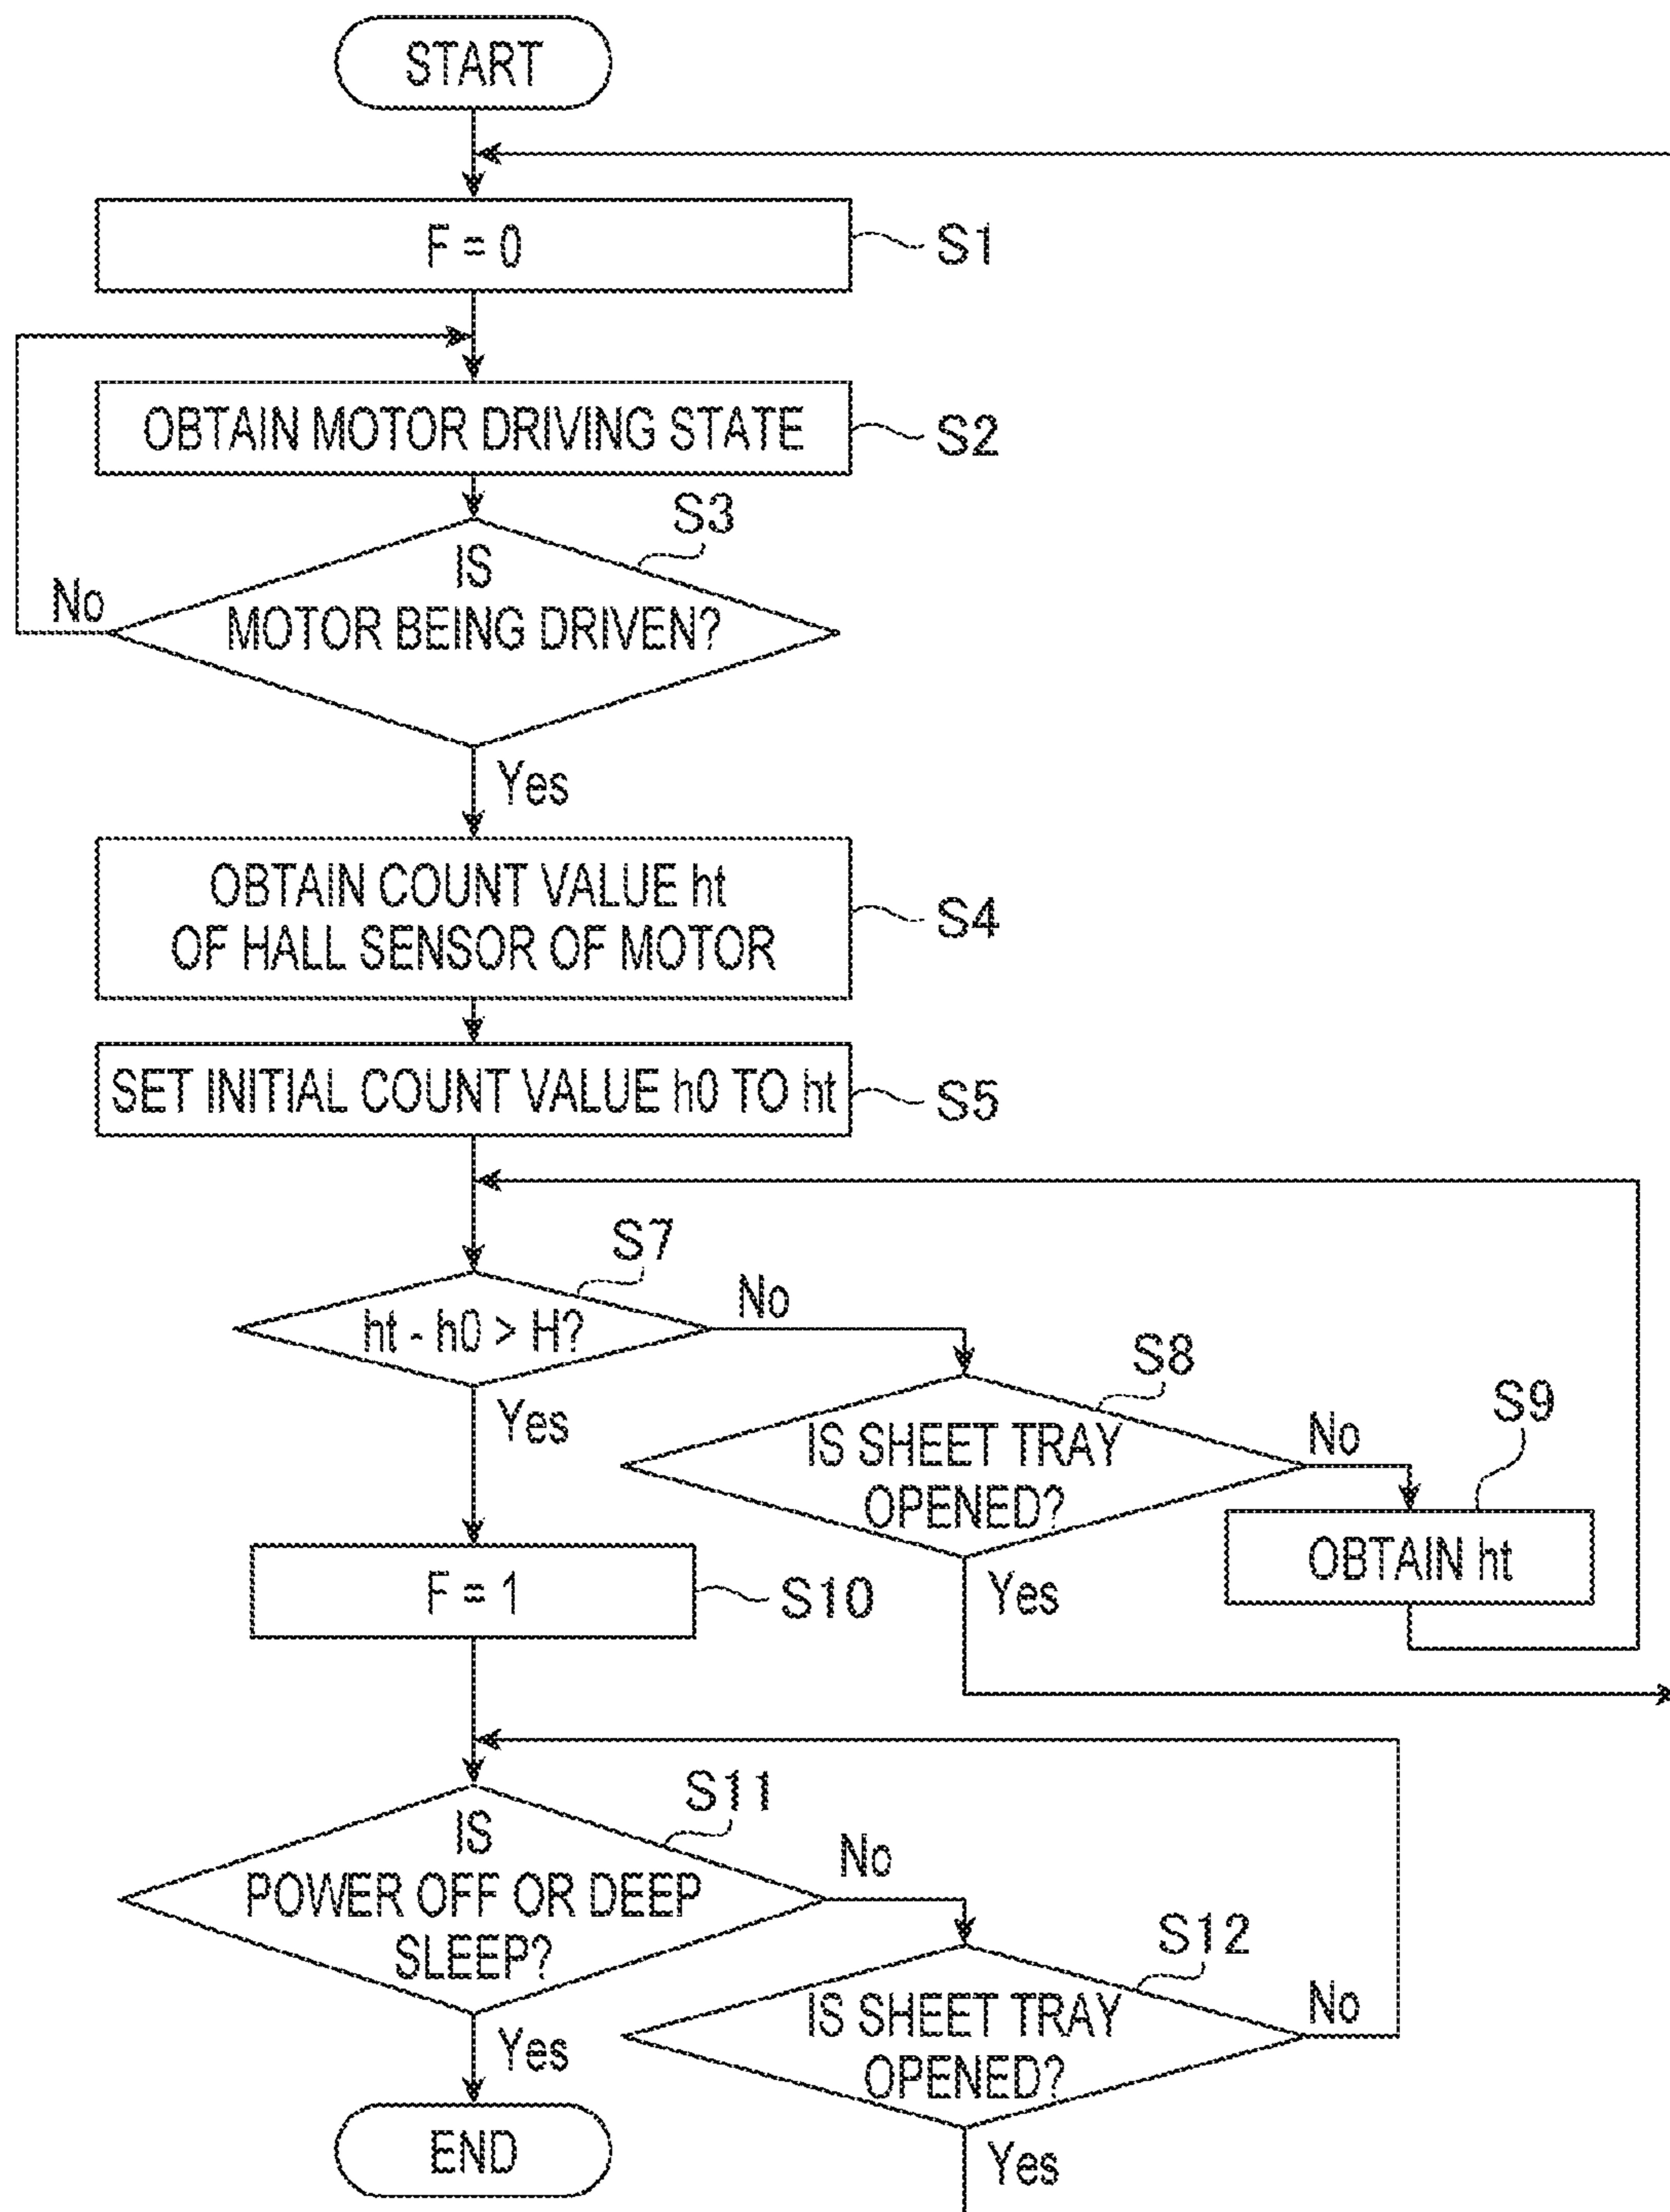 START
F = 0
S1
OBTAIN MOTOR DRIVING STATE
S2
S3
IS
MOTOR BEING DRIVEN?
No
Yes
OBTAIN COUNT VALUE ht
OF HALL SENSOR OF MOTOR
S4
SET INITIAL COUNT VALUE h0 TO ht
S5
S7
ht - h0 > H?
No
Yes
S8
IS SHEET TRAY
OPENED?
No
Yes
S9
OBTAIN ht
F = 1
S10
S11
IS
POWER OFF OR DEEP
SLEEP?
No
Yes
S12
IS SHEET TRAY
OPENED?
No
Yes
END